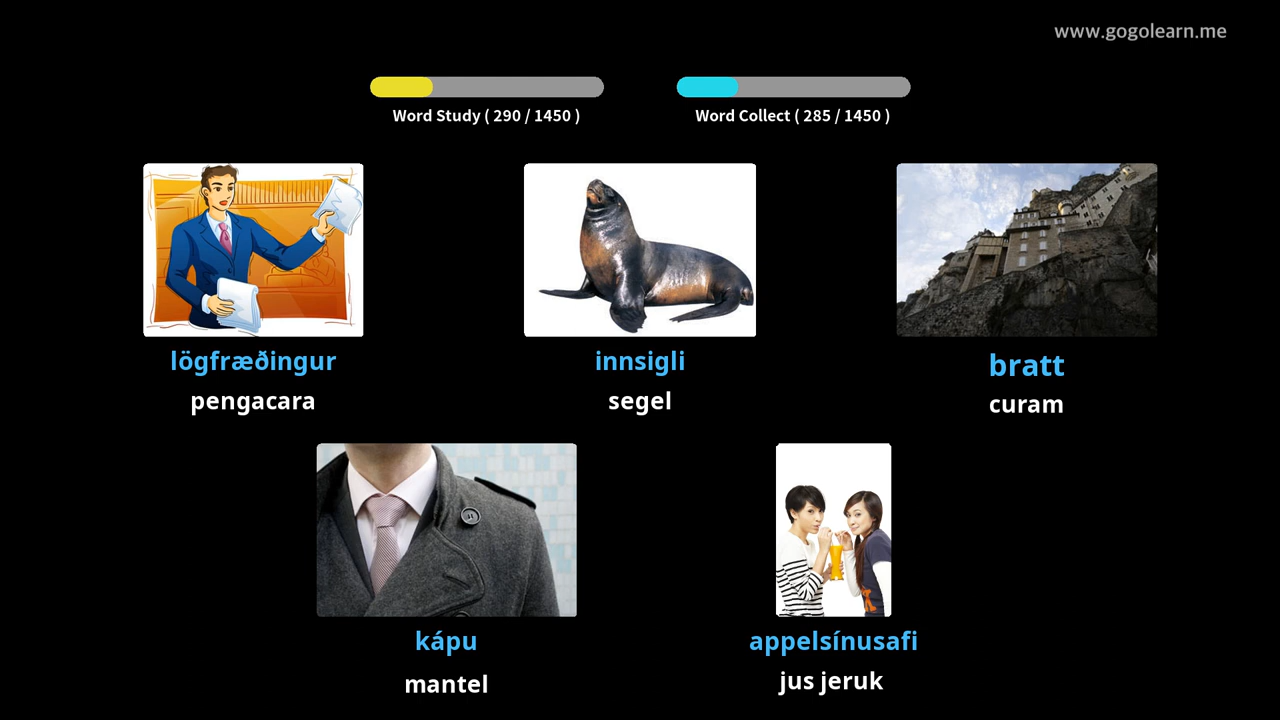 www.gogolearn.me
Word Study ( 290 / 1450 )
Word Collect ( 285 / 1450 )
lögfræðingur
pengacara
innsigli
segel
bratt
curam
kápu
mantel
appelsínusafi
jus jeruk